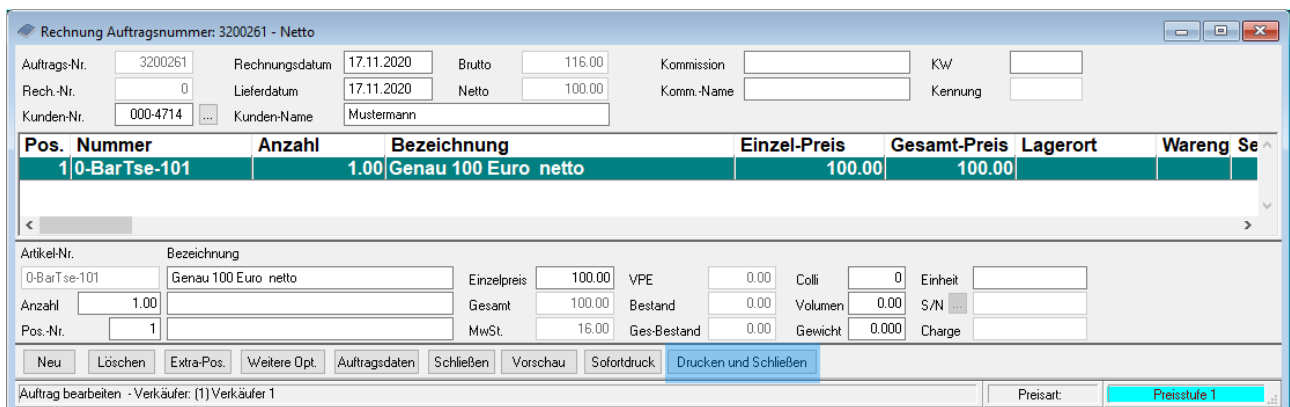 Rechnung Auftragsnummer: 3200261 - Netto
Auftrags-Nr. 3200261 Rechnungsdatum 17.11.2020 Brutto 116.00 Kommission KW
Rech.-Nr. 0 Lieferdatum 17.11.2020 Netto 100.00 Komm.-Name Kennung
Kunden-Nr. 000-4714 ... Kunden-Name Mustermann
Pos. Nummer Anzahl Bezeichnung Einzel-Preis Gesamt-Preis Lagerort Wareng Se
1 0-BarTse-101 1.00 Genau 100 Euro netto 100.00 100.00
Artikel-Nr. Bezeichnung
0-BarTse-101 Genau 100 Euro netto Einzelpreis 100.00 VPE 0.00 Colli 0 Einheit
Anzahl 1.00 Gesamt 100.00 Bestand 0.00 Volumen 0.00 S/N ...
Pos.-Nr. 1 MwSt. 16.00 Ges-Bestand 0.00 Gewicht 0.000 Charge
Neu Löschen Extra-Pos. Weitere Opt. Auftragsdaten Schließen Vorschau Sofortdruck Drucken und Schließen
Auftrag bearbeiten - Verkäufer: (1) Verkäufer 1 Preisart: Preisstufe 1